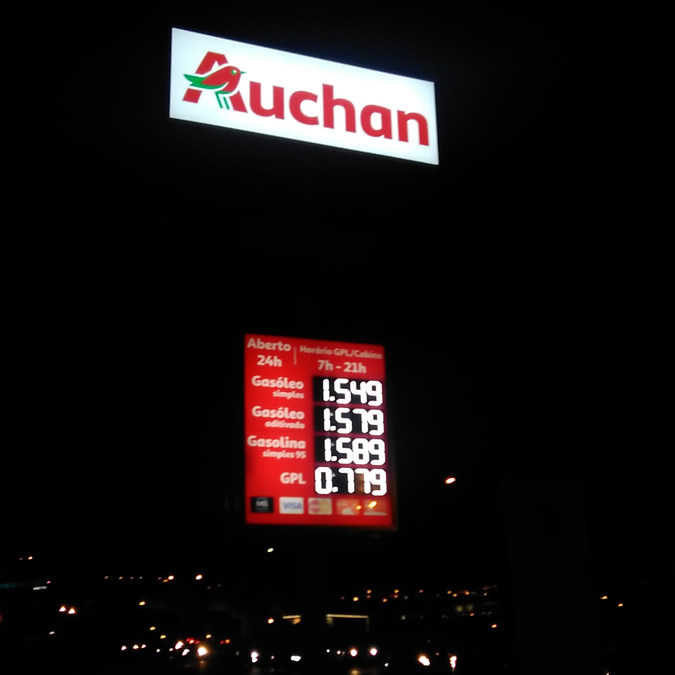 Auchan
Aberto
24h
Horário GPL/Cabine
7h - 21h
Gasóleo
simples
1.549
Gasóleo
aditivado
1.579
Gasolina
simples 95
1.589
GPL
0.779
VISA